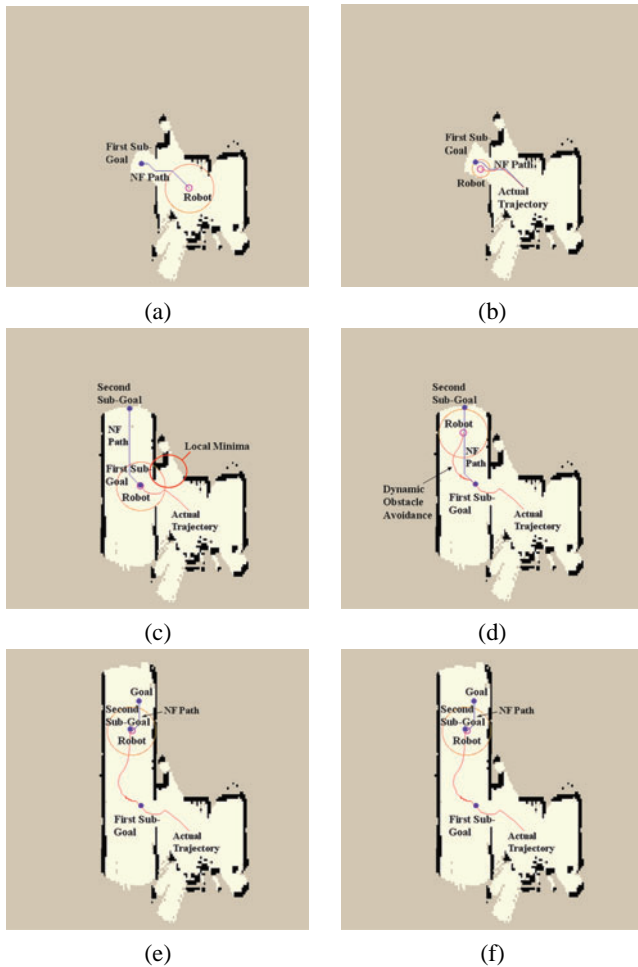 First Sub-
Goal
NF Path
Robot
(a)
First Sub-
Goal
NF Path
Robot
Actual
Trajectory
(b)
Second
Sub-Goal
NF
Path
Local Minima
First Sub-
Goal
Robot
Actual
Trajectory
(c)
Second
Sub-Goal
Robot
NF
Path
Dynamic
Obstacle
Avoidance
First Sub-
Goal
Actual
Trajectory
(d)
Goal
Second
Sub-Goal
NF Path
Robot
First Sub-
Goal
Actual
Trajectory
(e)
Goal
Second
Sub-Goal
NF Path
Robot
First Sub-
Goal
Actual
Trajectory
(f)